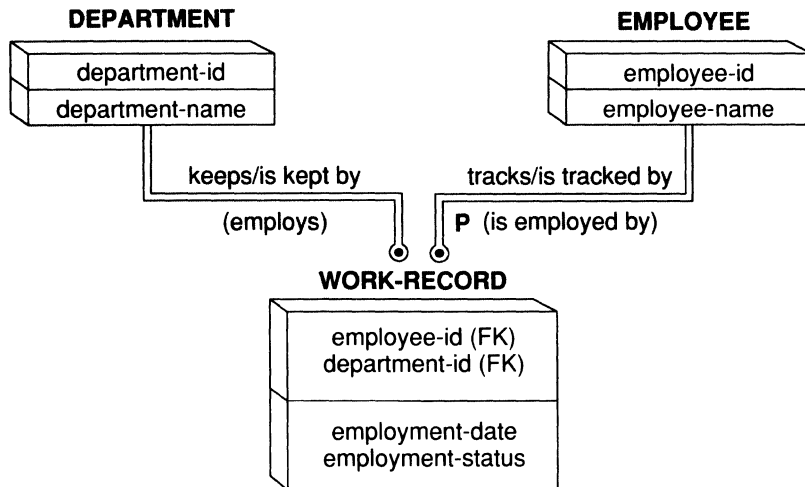 DEPARTMENT
department-id
department-name
EMPLOYEE
employee-id
employee-name
keeps/is kept by
(employs)
tracks/is tracked by
P (is employed by)
WORK-RECORD
employee-id (FK)
department-id (FK)
employment-date
employment-status